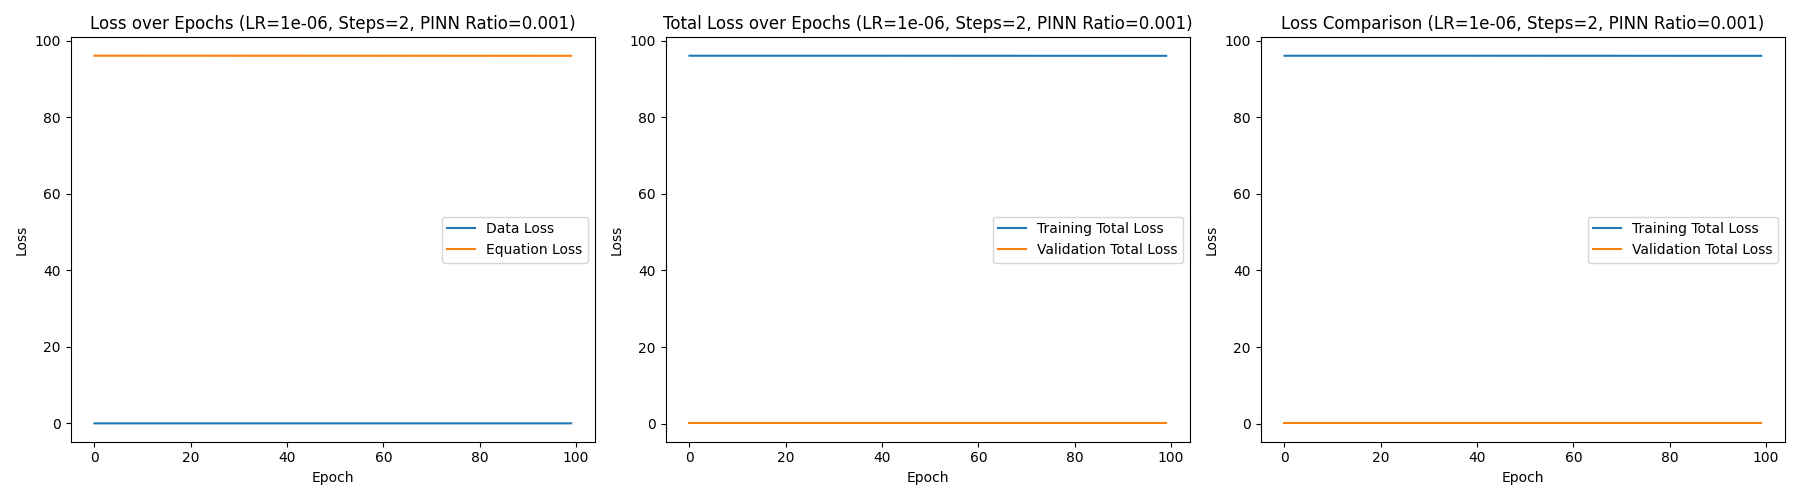 Loss over Epochs (LR=1e-06, Steps=2, PINN Ratio=0.001)
100
80
60
40
20
0
Loss
Data Loss
Equation Loss
0 20 40 60 80 100
Epoch
Total Loss over Epochs (LR=1e-06, Steps=2, PINN Ratio=0.001)
100
80
60
40
20
0
Loss
Training Total Loss
Validation Total Loss
0 20 40 60 80 100
Epoch
Loss Comparison (LR=1e-06, Steps=2, PINN Ratio=0.001)
100
80
60
40
20
0
Loss
Training Total Loss
Validation Total Loss
0 20 40 60 80 100
Epoch